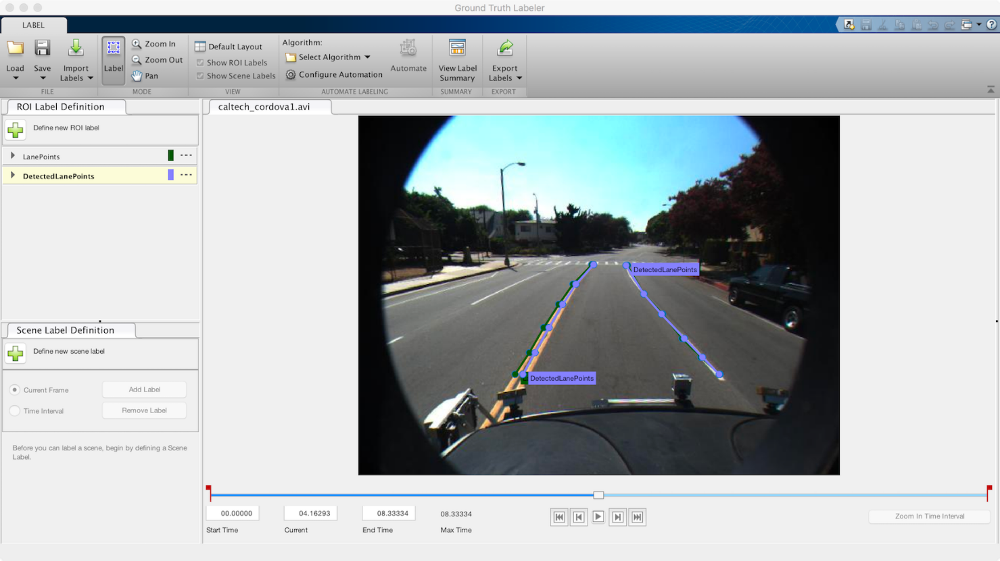 Ground Truth Labeler
LABEL
Load
Save
Import
Labels
FILE
Label
Zoom In
Zoom Out
Pan
MODE
Default Layout
Show ROI Labels
Show Scene Labels
VIEW
Algorithm:
Select Algorithm
Configure Automation
Automate
AUTOMATE LABELING
View Label
Summary
SUMMARY
Export
Labels
EXPORT
ROI Label Definition
Define new ROI label
LanePoints
DetectedLanePoints
Scene Label Definition
Define new scene label
Current Frame
Add Label
Time Interval
Remove Label
Before you can label a scene, begin by defining a Scene
Label.
caltech_cordova1.avi
DetectedLanePoints
DetectedLanePoints
00.00000
04.16293
08.33334
08.33334
Start Time
Current
End Time
Max Time
Zoom In Time Interval